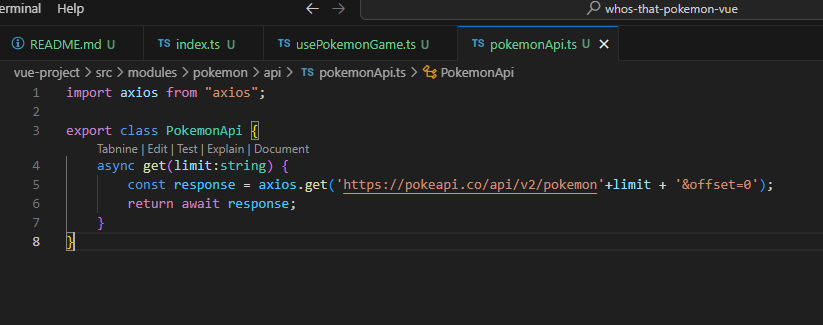 erminal Help whos-that-pokemon-vue
README.md U TS index.ts U TS usePokemonGame.ts U TS pokemonApi.ts U
vue-project > src > modules > pokemon > api > TS pokemonApi.ts > PokemonApi
1 import axios from "axios";
2
3 export class PokemonApi {
Tabnine | Edit | Test | Explain | Document
4 async get(limit:string) {
5 const response = axios.get('https://pokeapi.co/api/v2/pokemon'+limit + '&offset=0');
6 return await response;
7 }
8 }